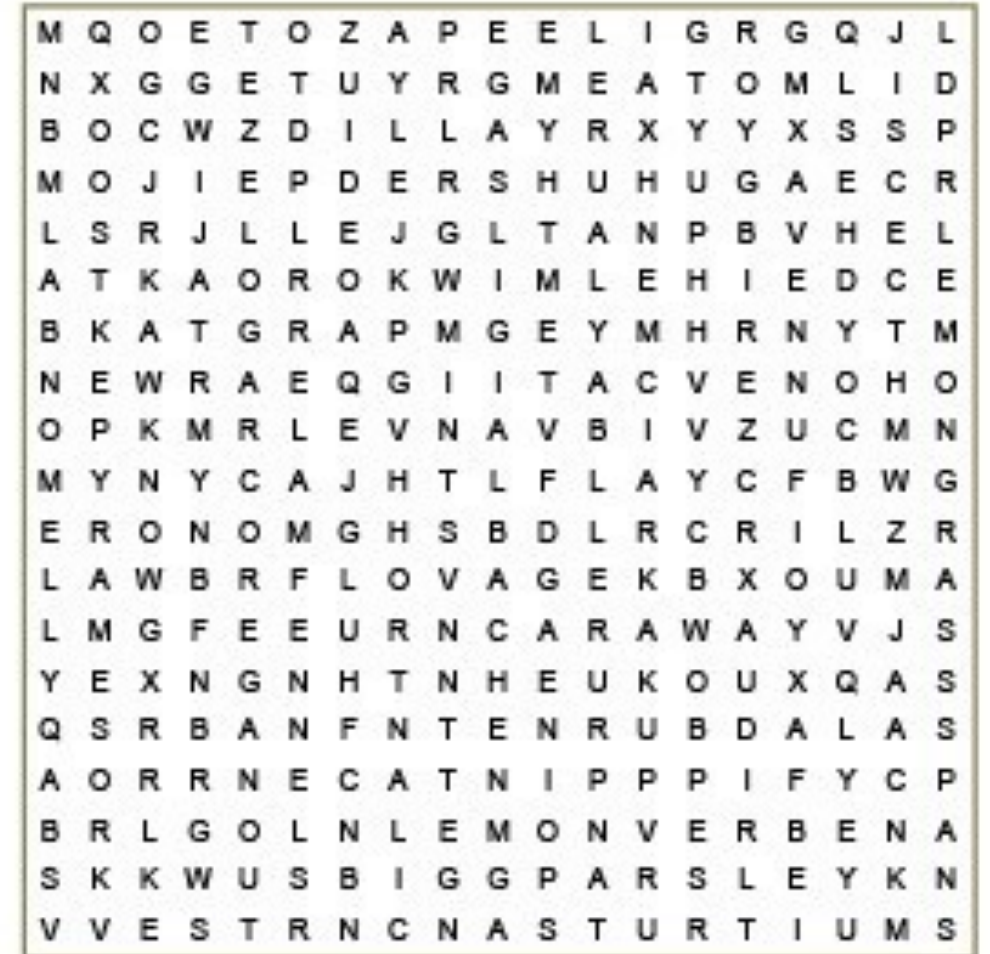 M Q O E T O Z A P E E L I G R G Q J L
N X G G E T U Y R G M E A T O M L I D
B O C W Z D I L L A Y R X Y Y X S S P
M O J I E P D E R S H U H U G A E C R
L S R J L L E J G L T A N P B V H E L
A T K A O R O K W I M L E H I E D C E
B K A T G R A P M G E Y M H R N Y T M
N E W R A E Q G I I T A C V E N O H O
O P K M R L E V N A V B I V Z U C M N
M Y N Y C A J H T L F L A Y C F B W G
E R O N O M G H S B D L R C R I L Z R
L A W B R F L O V A G E K B X O U M A
L M G F E E U R N C A R A W A Y V J S
Y E X N G N H T N H E U K O U X Q A S
Q S R B A N F N T E N R U B D A L A S
A O R R N E C A T N I P P P I F Y C P
B R L G O L N L E M O N V E R B E N A
S K K W U S B I G G P A R S L E Y K N
V V E S T R N C N A S T U R T I U M S